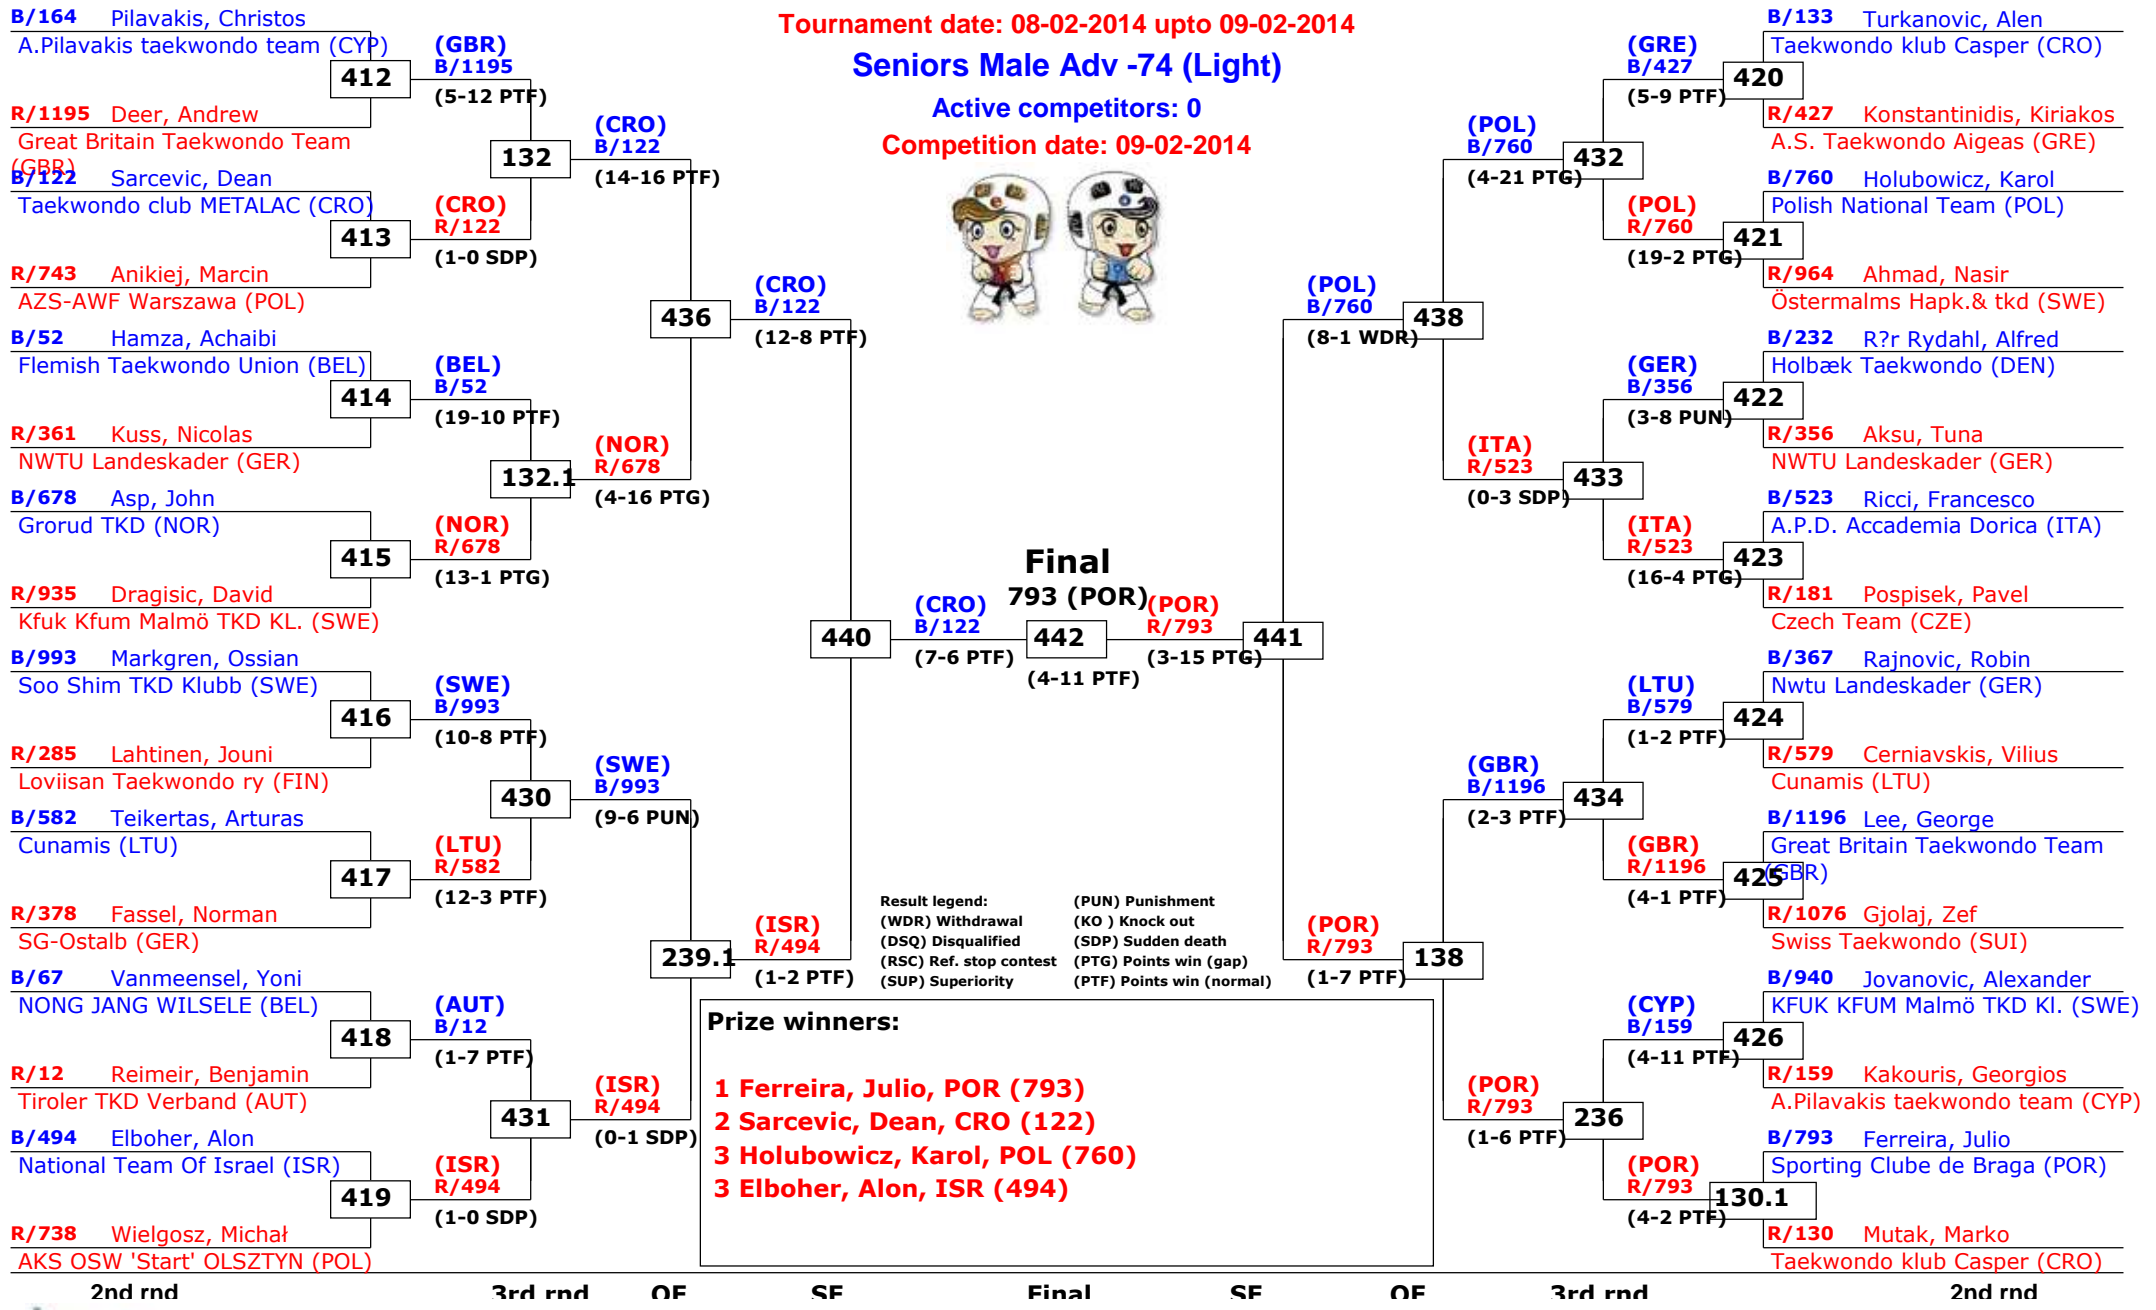 Tournament date: 08-02-2014 upto 09-02-2014
Seniors Male Adv -74 (Light)
Active competitors: 0
Competition date: 09-02-2014
B/164 Pilavakis, Christos
A.Pilavakis taekwondo team (CYP)
412
R/1195 Deer, Andrew
Great Britain Taekwondo Team
(GBR)
B/122 Sarcevic, Dean
Taekwondo club METALAC (CRO)
413
R/743 Anikiej, Marcin
AZS-AWF Warszawa (POL)
B/52 Hamza, Achaibi
Flemish Taekwondo Union (BEL)
414
R/361 Kuss, Nicolas
NWTU Landeskader (GER)
B/678 Asp, John
Grorud TKD (NOR)
415
R/935 Dragisic, David
Kfuk Kfum Malmö TKD KL. (SWE)
B/993 Markgren, Ossian
Soo Shim TKD Klubb (SWE)
416
R/285 Lahtinen, Jouni
Loviisan Taekwondo ry (FIN)
B/582 Teikertas, Arturas
Cunamis (LTU)
417
R/378 Fassel, Norman
SG-Ostalb (GER)
B/67 Vanmeensel, Yoni
NONG JANG WILSELE (BEL)
418
R/12 Reimeir, Benjamin
Tiroler TKD Verband (AUT)
B/494 Elboher, Alon
National Team Of Israel (ISR)
419
R/738 Wielgosz, Michał
AKS OSW 'Start' OLSZTYN (POL)
(GBR)
B/1195
(5-12 PTF)
132
(CRO)
R/122
(1-0 SDP)
(BEL)
B/52
(19-10 PTF)
132.1
(NOR)
R/678
(13-1 PTG)
(SWE)
B/993
(10-8 PTF)
430
(LTU)
R/582
(12-3 PTF)
(AUT)
B/12
(1-7 PTF)
431
(ISR)
R/494
(1-0 SDP)
(CRO)
B/122
(14-16 PTF)
436
(NOR)
R/678
(4-16 PTG)
(SWE)
B/993
(9-6 PUN)
239.1
(ISR)
R/494
(0-1 SDP)
(CRO)
B/122
(12-8 PTF)
440
(ISR)
R/494
(1-2 PTF)
(CRO)
B/122
(7-6 PTF)
Final
793 (POR)
442
(4-11 PTF)
(POR)
R/793
(3-15 PTG)
441
(POL)
B/760
(8-1 WDR)
438
(POR)
R/793
(1-7 PTF)
138
(POL)
B/760
(4-21 PTG)
432
(ITA)
R/523
(0-3 SDP)
433
(GBR)
B/1196
(2-3 PTF)
434
(POR)
R/793
(1-6 PTF)
236
(GRE)
B/427
(5-9 PTF)
420
(POL)
R/760
(19-2 PTG)
421
(GER)
B/356
(3-8 PUN)
422
(ITA)
R/523
(16-4 PTG)
423
(LTU)
B/579
(1-2 PTF)
424
(GBR)
R/1196
(4-1 PTF)
425
(CYP)
B/159
(4-11 PTF)
426
(POR)
R/793
(4-2 PTF)
130.1
B/133 Turkanovic, Alen
Taekwondo klub Casper (CRO)
R/427 Konstantinidis, Kiriakos
A.S. Taekwondo Aigeas (GRE)
B/760 Holubowicz, Karol
Polish National Team (POL)
R/964 Ahmad, Nasir
Östermalms Hapk.& tkd (SWE)
B/232 R?r Rydahl, Alfred
Holbæk Taekwondo (DEN)
R/356 Aksu, Tuna
NWTU Landeskader (GER)
B/523 Ricci, Francesco
A.P.D. Accademia Dorica (ITA)
R/181 Pospisek, Pavel
Czech Team (CZE)
B/367 Rajnovic, Robin
Nwtu Landeskader (GER)
R/579 Cerniavskis, Vilius
Cunamis (LTU)
B/1196 Lee, George
Great Britain Taekwondo Team
(GBR)
R/1076 Gjolaj, Zef
Swiss Taekwondo (SUI)
B/940 Jovanovic, Alexander
KFUK KFUM Malmö TKD Kl. (SWE)
R/159 Kakouris, Georgios
A.Pilavakis taekwondo team (CYP)
B/793 Ferreira, Julio
Sporting Clube de Braga (POR)
R/130 Mutak, Marko
Taekwondo klub Casper (CRO)
Result legend: (PUN) Punishment
(WDR) Withdrawal (KO ) Knock out
(DSQ) Disqualified (SDP) Sudden death
(RSC) Ref. stop contest (PTG) Points win (gap)
(SUP) Superiority (PTF) Points win (normal)
Prize winners:
1 Ferreira, Julio, POR (793)
2 Sarcevic, Dean, CRO (122)
3 Holubowicz, Karol, POL (760)
3 Elboher, Alon, ISR (494)
2nd rnd 3rd rnd QF SF Final SF QF 3rd rnd 2nd rnd